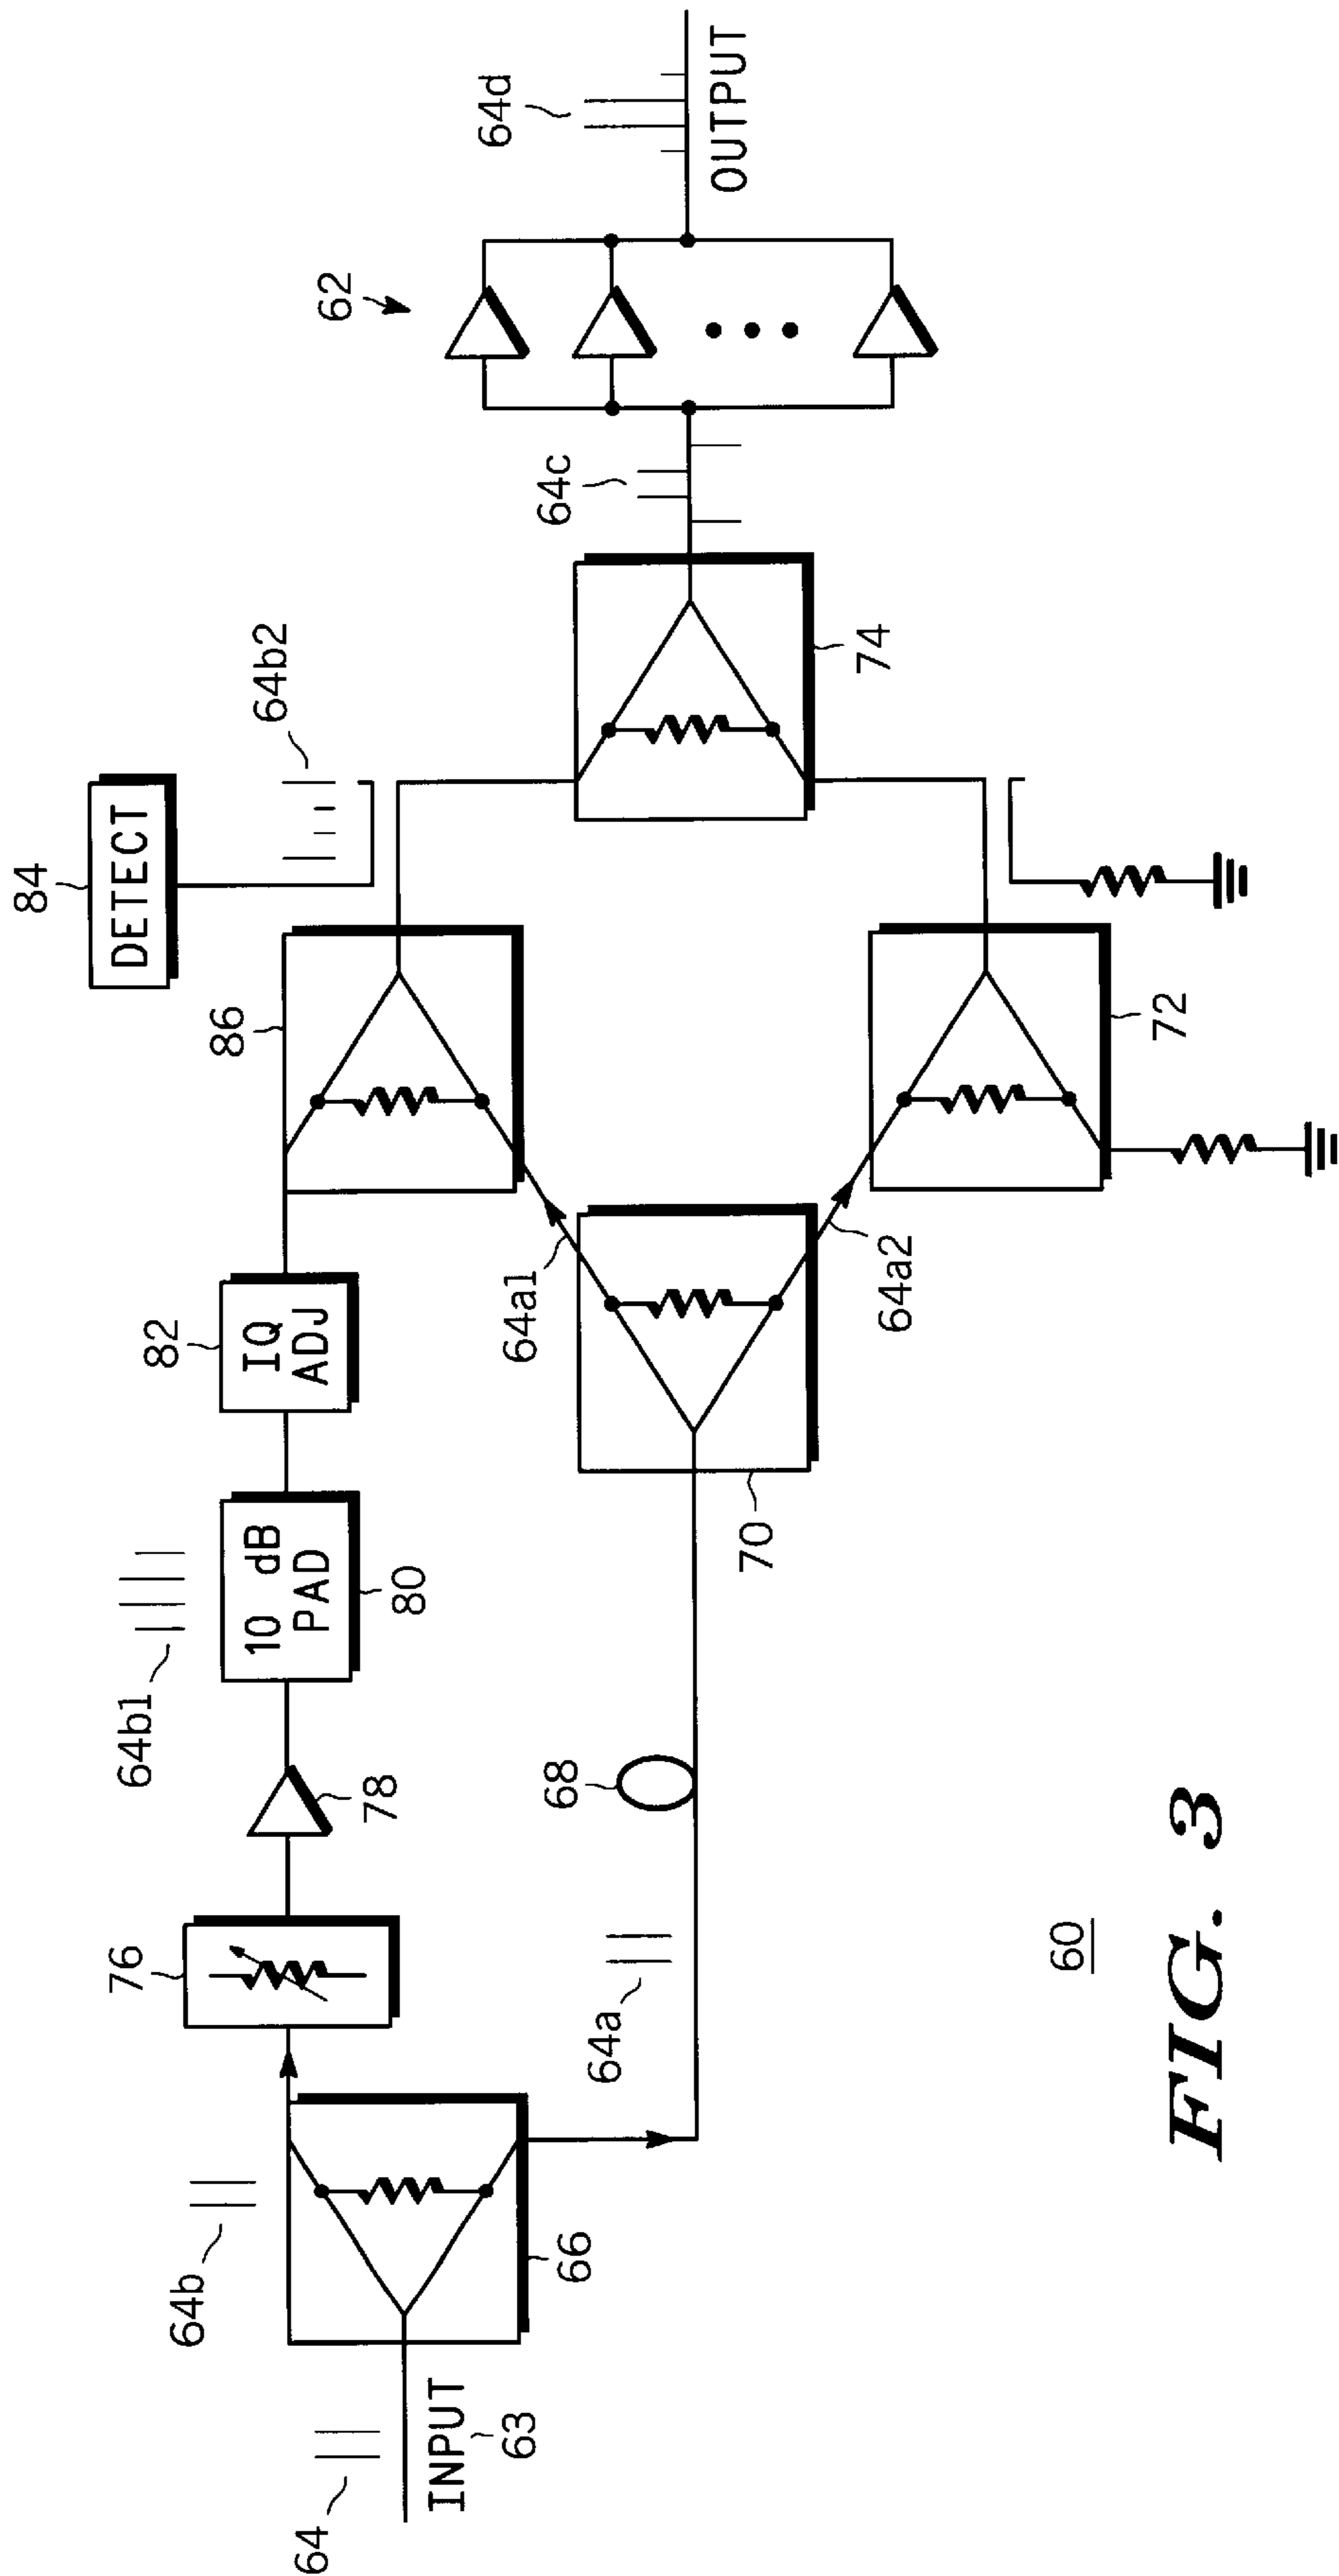 84
DETECT
64b2
62
64d
OUTPUT
64c
74
86
82
IQ
ADJ
64b1
10 dB
PAD
80
76
78
64b
64
INPUT
63
66
64a
68
70
64a1
64a2
72
60
FIG. 3